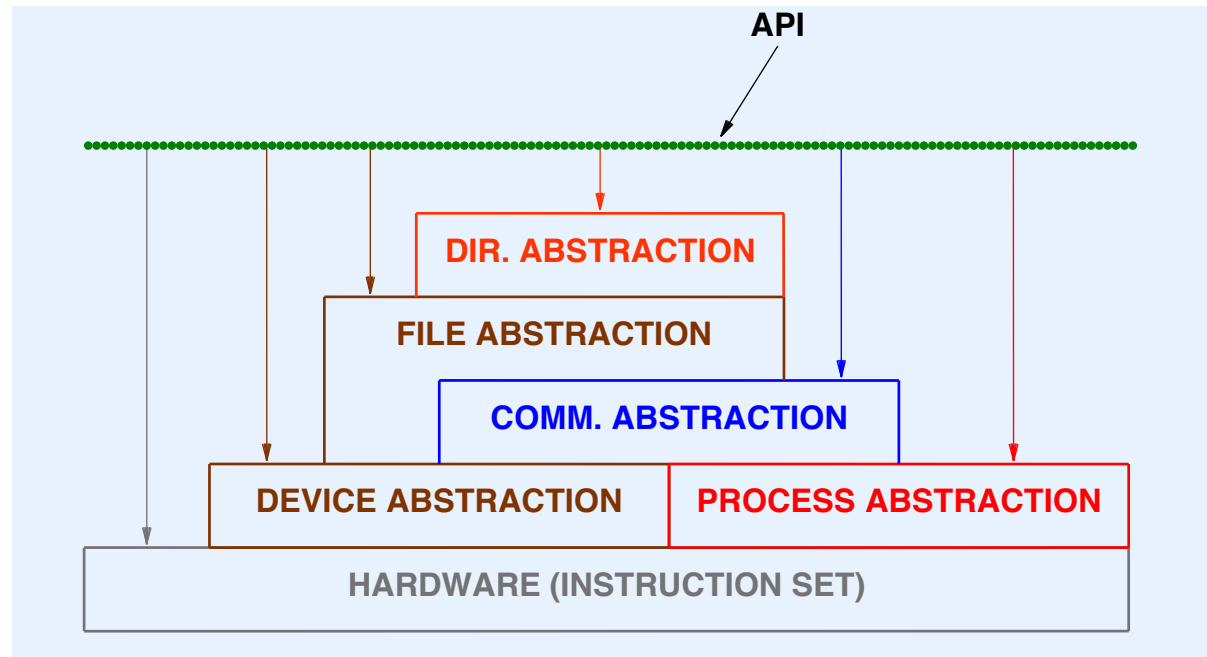 API
DIR. ABSTRACTION
FILE ABSTRACTION
COMM. ABSTRACTION
DEVICE ABSTRACTION
PROCESS ABSTRACTION
HARDWARE (INSTRUCTION SET)